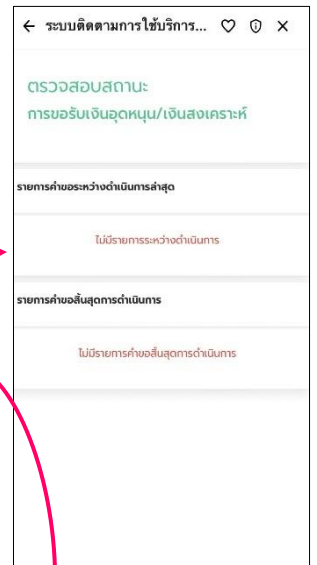 ระบบติดตามการใช้บริการ...
ตรวจสอบสถานะ
การขอรับเงินอุดหนุน/เงินสงเคราะห์
รายการคำขอระหว่างดำเนินการล่าสุด
ไม่มีรายการระหว่างดำเนินการ
รายการคำขอสิ้นสุดการดำเนินการ
ไม่มีรายการคำขอสิ้นสุดการดำเนินการ